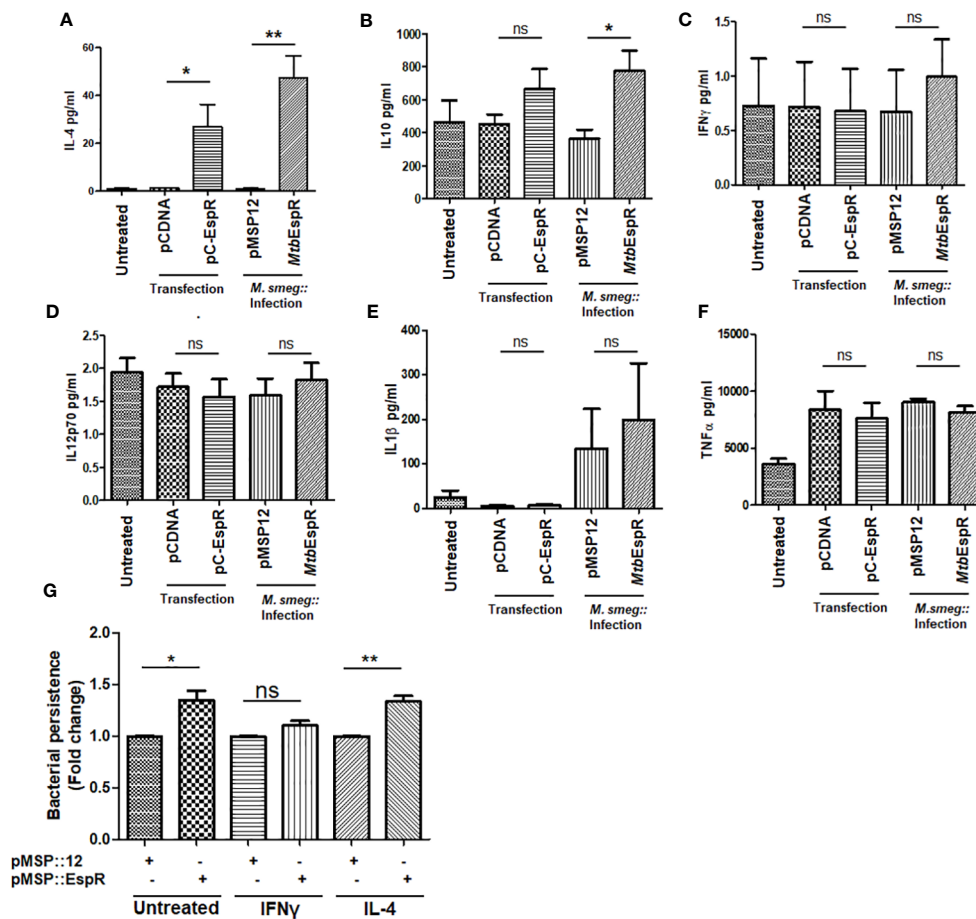 A
IL-4 pg/ml
60
40
20
0
*
**
Untreated
pCDNA
pC-EspR
pMSP12
MtbEspR
Transfection
M. smeg::
Infection
B
IL10 pg/ml
1000
800
600
400
200
0
ns
*
Untreated
pCDNA
pC-EspR
pMSP12
MtbEspR
Transfection
M. smeg::
Infection
C
IFNγ pg/ml
1.5
1.0
0.5
0.0
ns
ns
Untreated
pCDNA
pC-EspR
pMSP12
MtbEspR
Transfection
M. smeg::
Infection
D
IL12p70 pg/ml
2.5
2.0
1.5
1.0
0.5
0.0
ns
ns
Untreated
pCDNA
pC-EspR
pMSP12
MtbEspR
Transfection
M. smeg::
Infection
E
IL1β pg/ml
400
300
200
100
0
ns
ns
Untreated
pCDNA
pC-EspR
pMSP12
MtbEspR
Transfection
M. smeg::
Infection
F
TNFα pg/ml
15000
10000
5000
0
ns
ns
Untreated
pCDNA
pC-EspR
pMSP12
MtbEspR
Transfection
M.smeg::
Infection
G
Bacterial persistence
(Fold change)
2.0
1.5
1.0
0.5
0.0
*
ns
**
pMSP::12 + - + - + -
pMSP::EspR - + - + - +
Untreated IFNγ IL-4